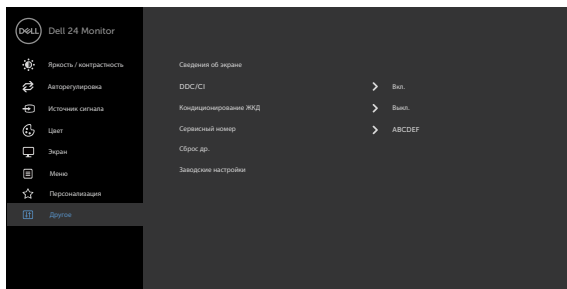 DELL Dell 24 Monitor
Яркость / контрастность
Сведения об экране
Авторегулировка
DDC/CI
Вкл.
Источник сигнала
Кондиционирование ЖКД
Выкл.
Цвет
Сервисный номер
ABCDEF
Экран
Сброс др.
Меню
Заводские настройки
Персонализация
Другое